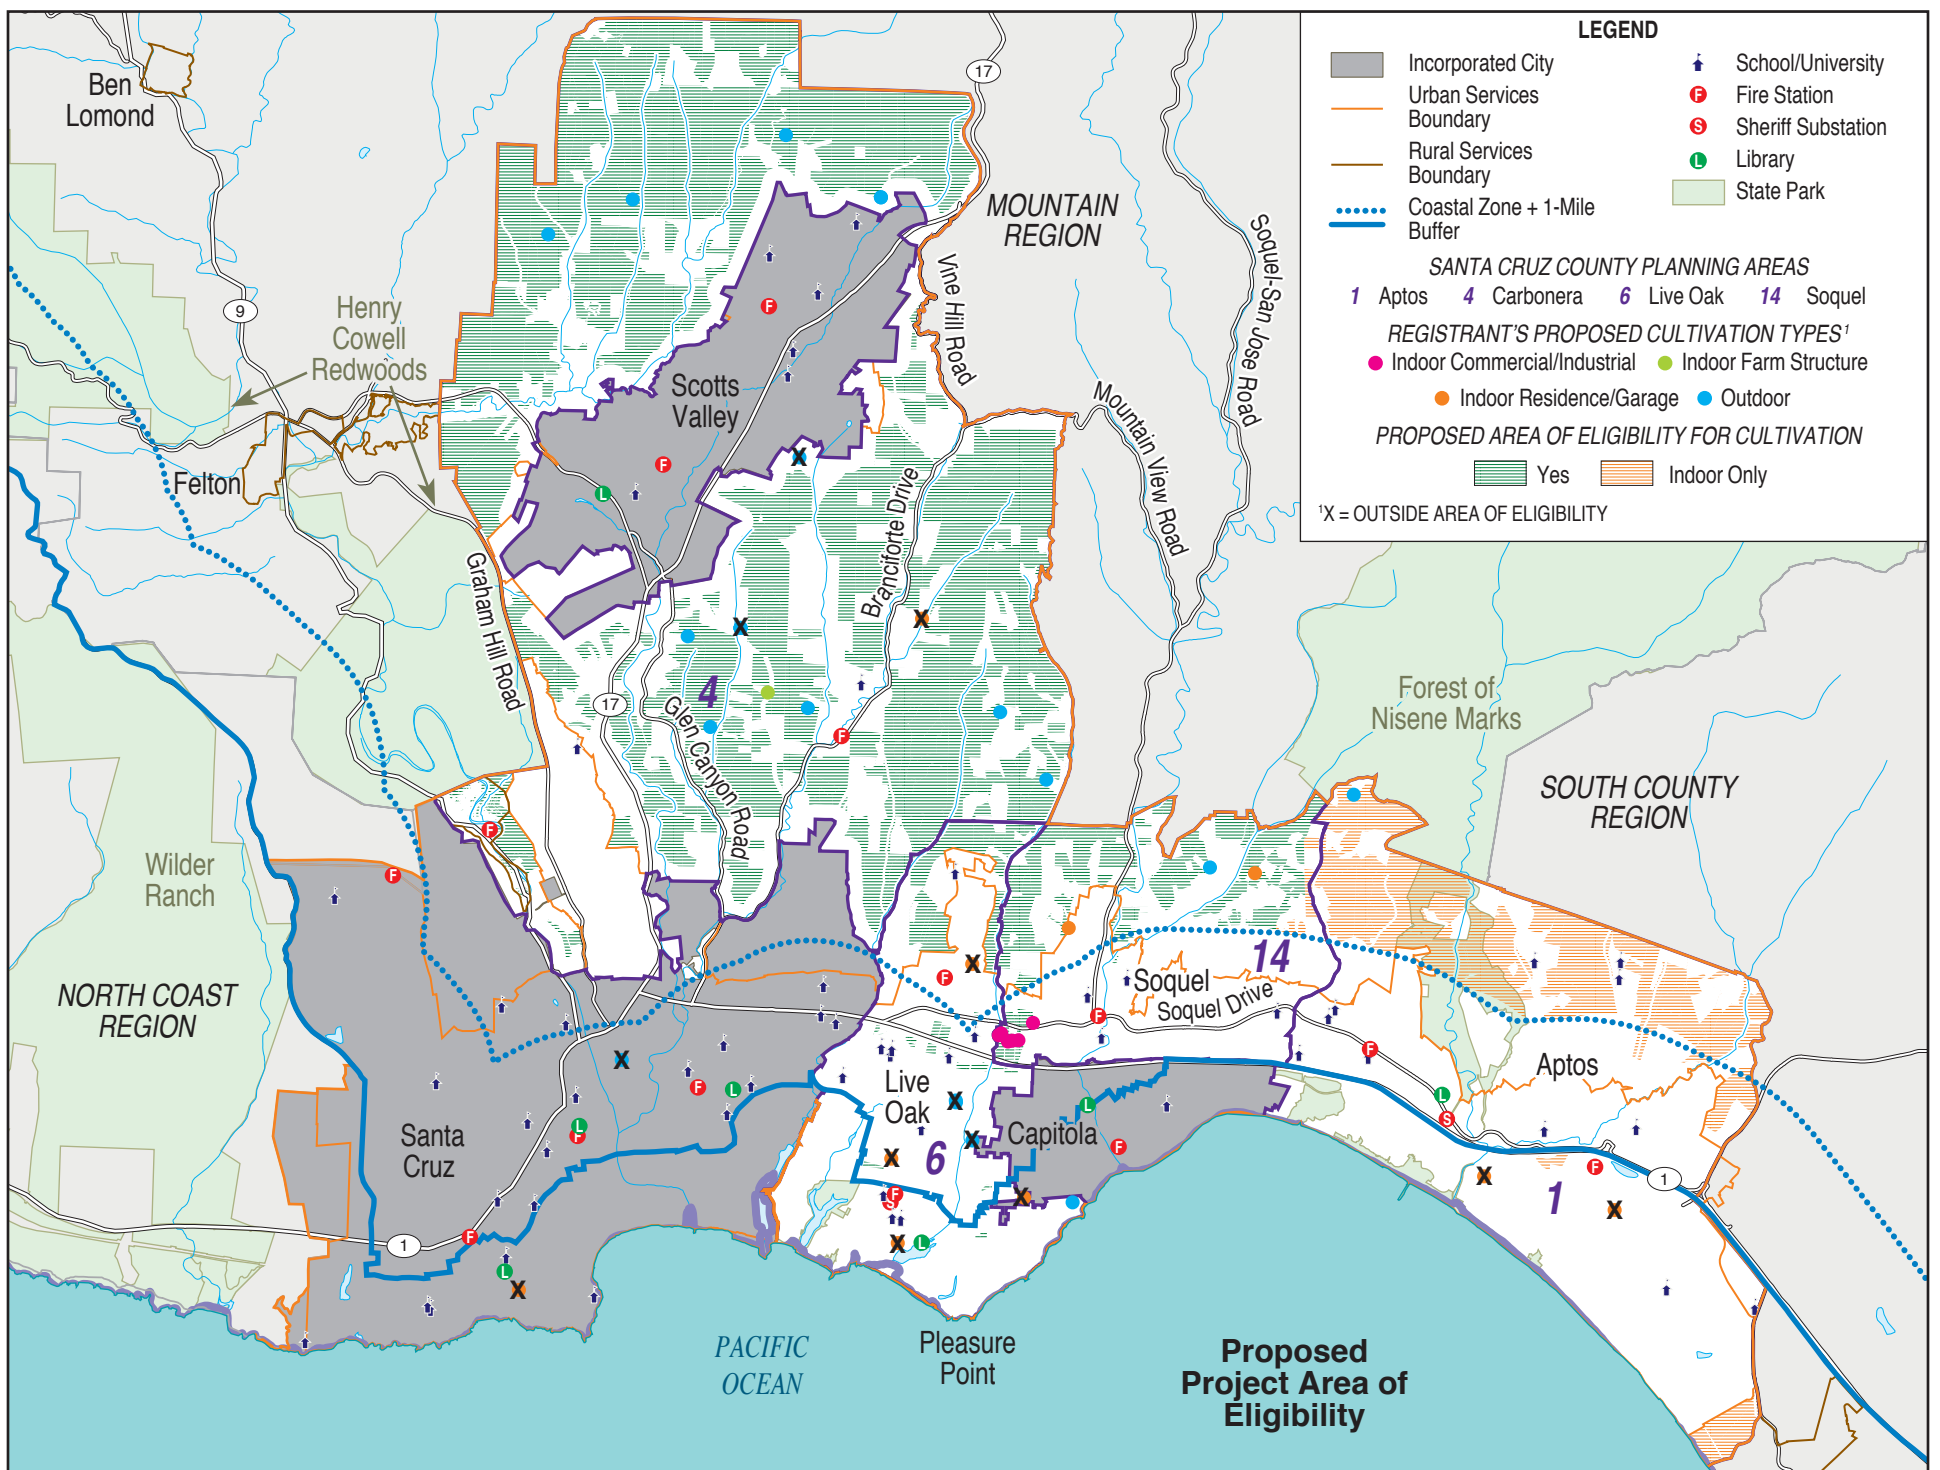 LEGEND
Incorporated City
Urban Services
Boundary
Rural Services
Boundary
Coastal Zone + 1-Mile
Buffer
School/University
F Fire Station
S Sheriff Substation
L Library
State Park
SANTA CRUZ COUNTY PLANNING AREAS
1 Aptos 4 Carbonera 6 Live Oak 14 Soquel
REGISTRANT'S PROPOSED CULTIVATION TYPES¹
Indoor Commercial/Industrial Indoor Farm Structure
Indoor Residence/Garage Outdoor
PROPOSED AREA OF ELIGIBILITY FOR CULTIVATION
Yes Indoor Only
¹X = OUTSIDE AREA OF ELIGIBILITY
Ben
Lomond
17
MOUNTAIN
REGION
Soquel-San Jose Road
Vine Hill Road
9
Henry
Cowell
Redwoods
F
Scotts
Valley
Mountain View Road
Felton
F
L
X
Branciforte Drive
Graham Hill Road
X
X
4
17
Glen Canyon Road
F
Forest of
Nisene Marks
SOUTH COUNTY
REGION
F
Wilder
Ranch
F
14
X
F
Soquel
Soquel Drive
NORTH COAST
REGION
F
X
F
Aptos
Live
Oak
X
F
L
L
L
S
Santa
Cruz
L
F
Capitola
X
F
X
6
F
X
1
1
X
X
F
S
X
F
1
X
L
L
X
PACIFIC
OCEAN
Pleasure
Point
Proposed
Project Area of
Eligibility